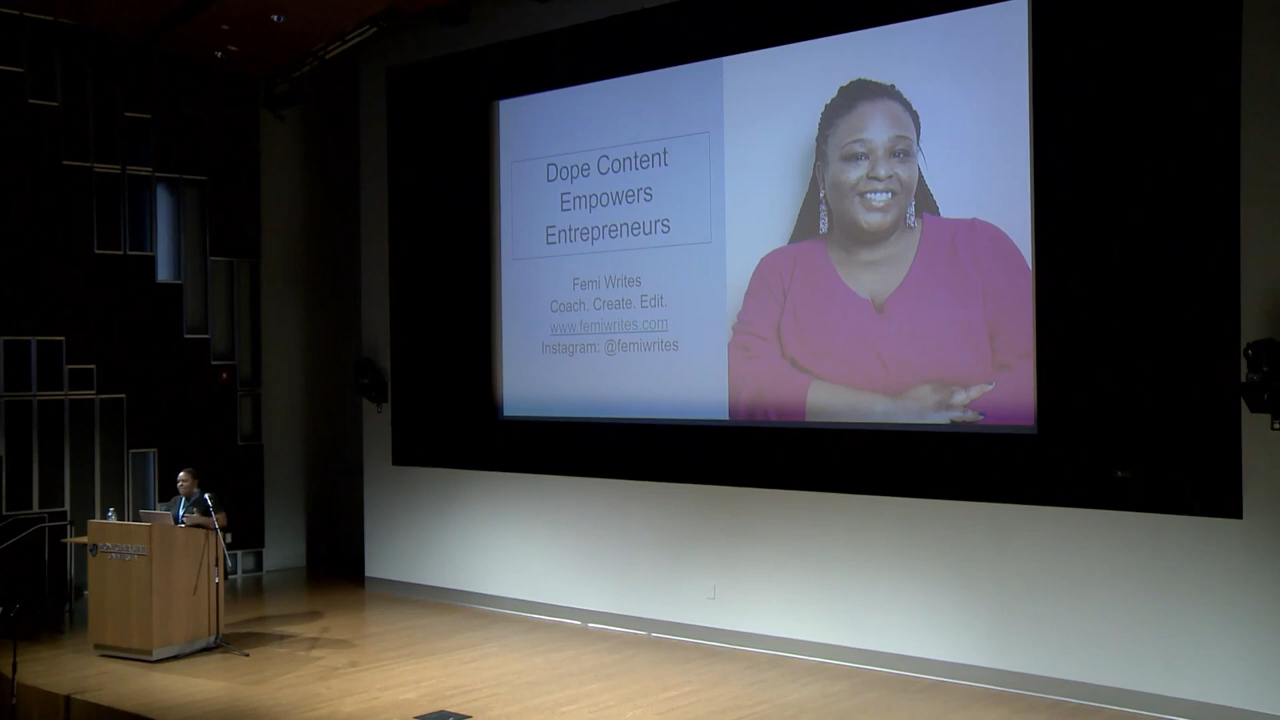 Dope Content
Empowers
Entrepreneurs
Femi Writes
Coach. Create. Edit.
www.femiwrites.com
Instagram: @femiwrites